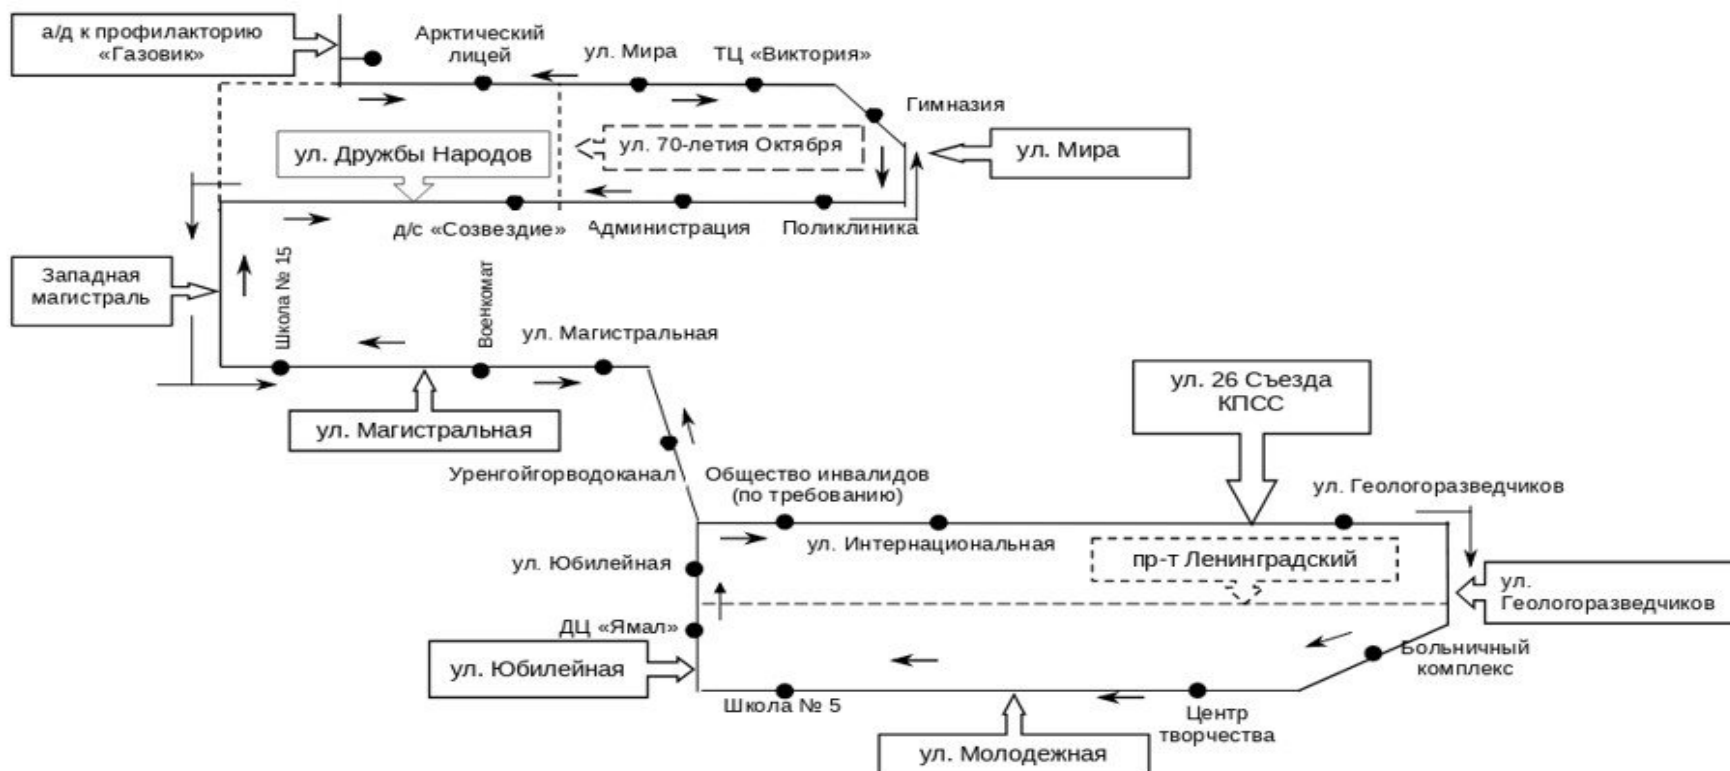 а/д к профилакторию
«Газовик»
Арктический
лицей
ул. Мира
ТЦ «Виктория»
Гимназия
ул. Дружбы Народов
ул. 70-летия Октября
ул. Мира
д/с «Созвездие»
Администрация
Поликлиника
Западная
магистраль
Школа № 15
Военкомат
ул. Магистральная
ул. Магистральная
ул. 26 Съезда
КПСС
Уренгойгорводоканал
Общество инвалидов
(по требованию)
ул. Геологоразведчиков
ул. Интернациональная
ул. Юбилейная
пр-т Ленинградский
ул.
Геологоразведчиков
ДЦ «Ямал»
ул. Юбилейная
Больничный
комплекс
Школа № 5
Центр
творчества
ул. Молодежная